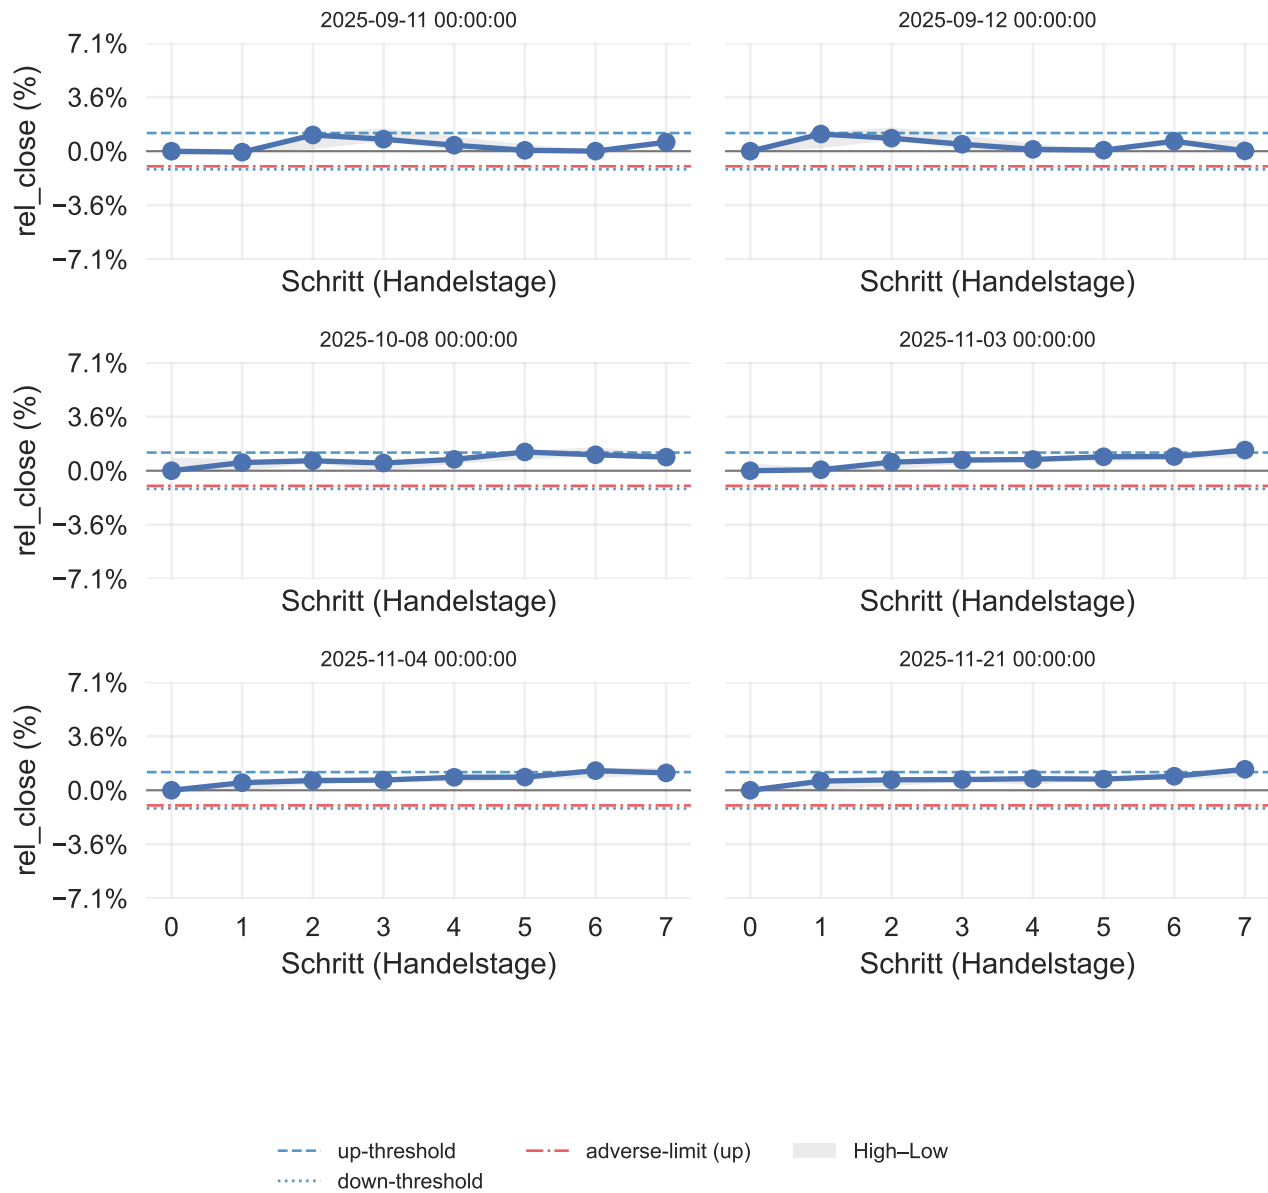 2025-09-11 00:00:00
2025-09-12 00:00:00
7.1%
3.6%
0.0%
−3.6%
−7.1%
rel_close (%)
Schritt (Handelstage)
Schritt (Handelstage)
2025-10-08 00:00:00
2025-11-03 00:00:00
7.1%
3.6%
0.0%
−3.6%
−7.1%
rel_close (%)
Schritt (Handelstage)
Schritt (Handelstage)
2025-11-04 00:00:00
2025-11-21 00:00:00
7.1%
3.6%
0.0%
−3.6%
−7.1%
rel_close (%)
0 1 2 3 4 5 6 7
0 1 2 3 4 5 6 7
Schritt (Handelstage)
Schritt (Handelstage)
up-threshold
down-threshold
adverse-limit (up)
High–Low